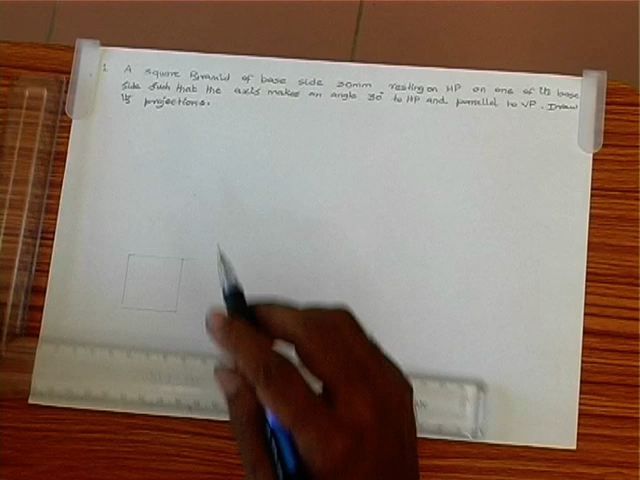 1. A square Pyramid of base side 30mm resting on HP on one of its base
side such that the axis makes an angle 30° to HP and parallel to VP. Draw
its projections.